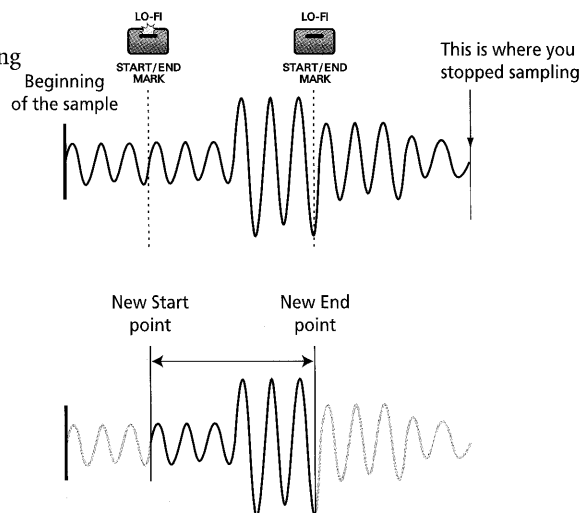 LO-FI
LO-FI
ing
START/END
MARK
START/END
MARK
This is where you
stopped sampling
Beginning
of the sample
New Start
point
New End
point